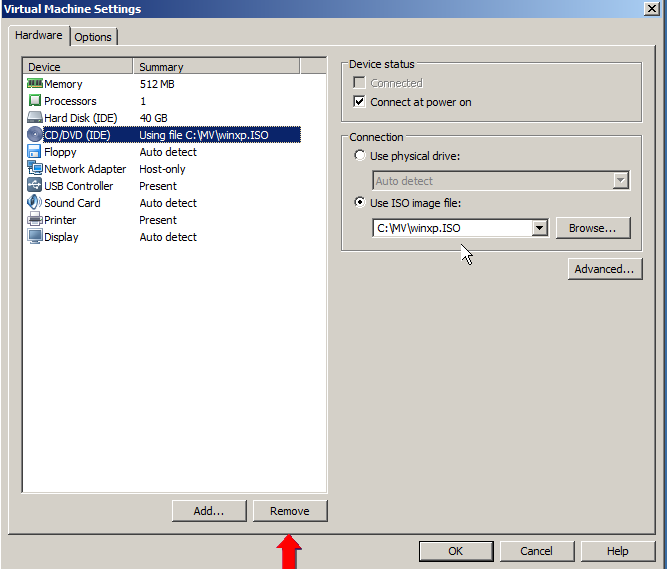 Virtual Machine Settings
Hardware Options
Device Summary
Memory 512 MB
Processors 1
Hard Disk (IDE) 40 GB
CD/DVD (IDE) Using file C:\MV\winxp.ISO
Floppy Auto detect
Network Adapter Host-only
USB Controller Present
Sound Card Auto detect
Printer Present
Display Auto detect
Add... Remove
Device status
Connected
Connect at power on
Connection
Use physical drive:
Auto detect
Use ISO image file:
C:\MV\winxp.ISO Browse...
Advanced...
OK Cancel Help